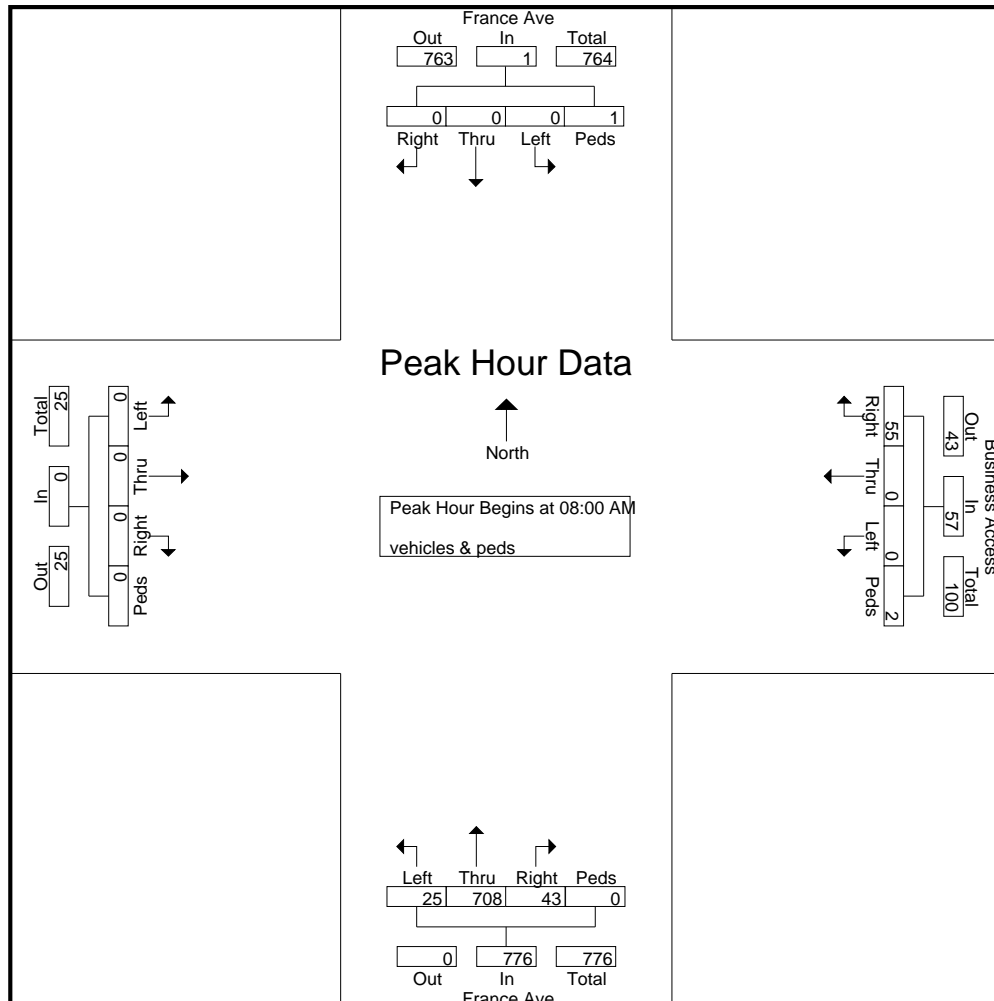 France Ave
Out In Total
763 1 764
0 0 0 1
Right Thru Left Peds
Peak Hour Data
North
Peak Hour Begins at 08:00 AM
vehicles & peds
Left Thru Right Peds
0 0 0 0
Total In Out
25 0 25
Business Access
Out In Total
43 57 100
55 0 0 2
Right Thru Left Peds
Left Thru Right Peds
25 708 43 0
0 776 776
Out In Total
France Ave